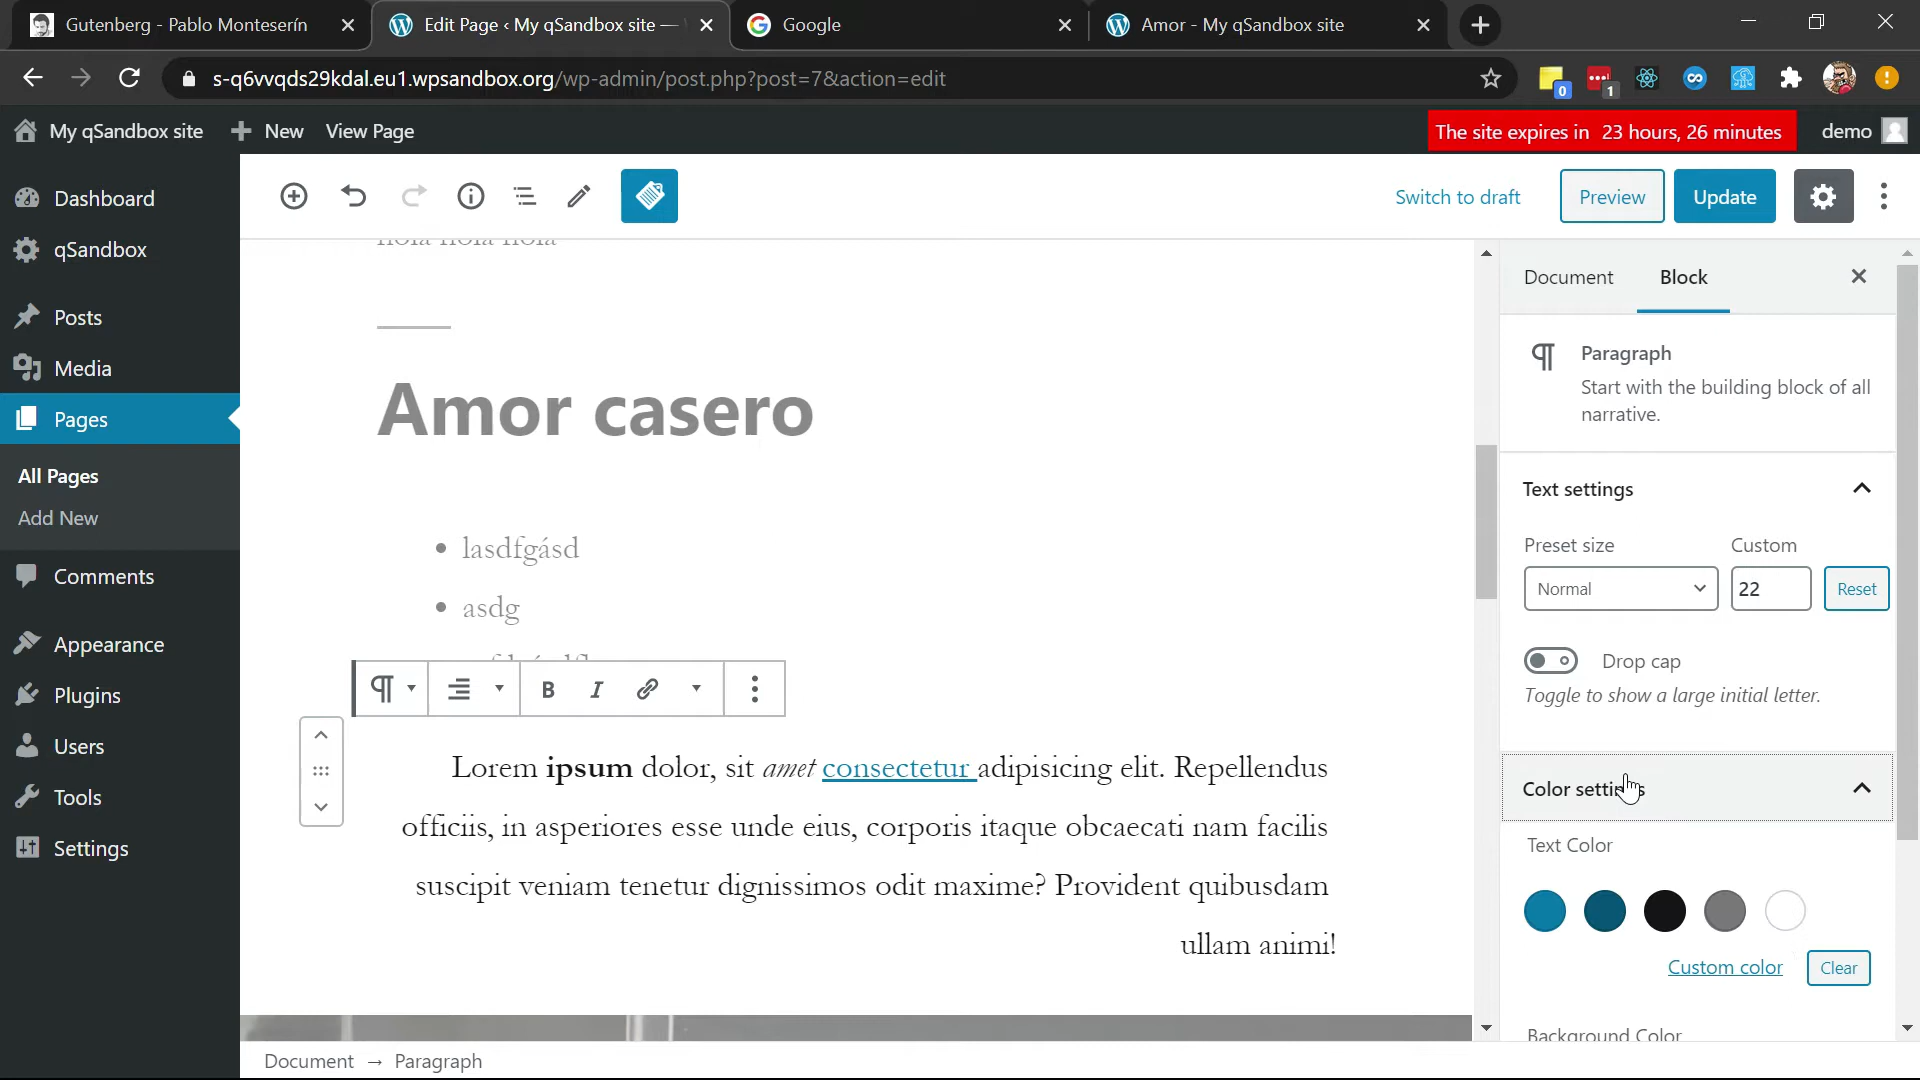 Gutenberg - Pablo Monteserín
Edit Page ‹ My qSandbox site —
Google
Amor - My qSandbox site
s-q6vvqds29kdal.eu1.wpsandbox.org/wp-admin/post.php?post=7&action=edit
0
1
My qSandbox site
New
View Page
The site expires in 23 hours, 26 minutes
demo
Dashboard
qSandbox
Posts
Media
Pages
All Pages
Add New
Comments
Appearance
Plugins
Users
Tools
Settings
Switch to draft
Preview
Update
hola hola hola
Amor casero
• lasdfgásd
• asdg
B I
Lorem ipsum dolor, sit amet consectetur adipisicing elit. Repellendus
officiis, in asperiores esse unde eius, corporis itaque obcaecati nam facilis
suscipit veniam tenetur dignissimos odit maxime? Provident quibusdam
ullam animi!
Document → Paragraph
Document
Block
Paragraph
Start with the building block of all
narrative.
Text settings
Preset size
Custom
Normal
22
Reset
Drop cap
Toggle to show a large initial letter.
Color settings
Text Color
Custom color
Clear
Background Color